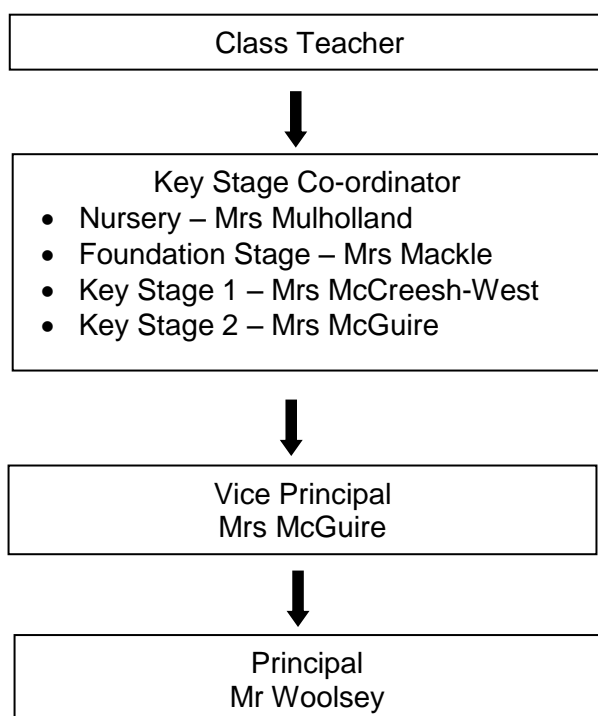 Class Teacher
Key Stage Co-ordinator
• Nursery – Mrs Mulholland
• Foundation Stage – Mrs Mackle
• Key Stage 1 – Mrs McCreesh-West
• Key Stage 2 – Mrs McGuire
Vice Principal
Mrs McGuire
Principal
Mr Woolsey